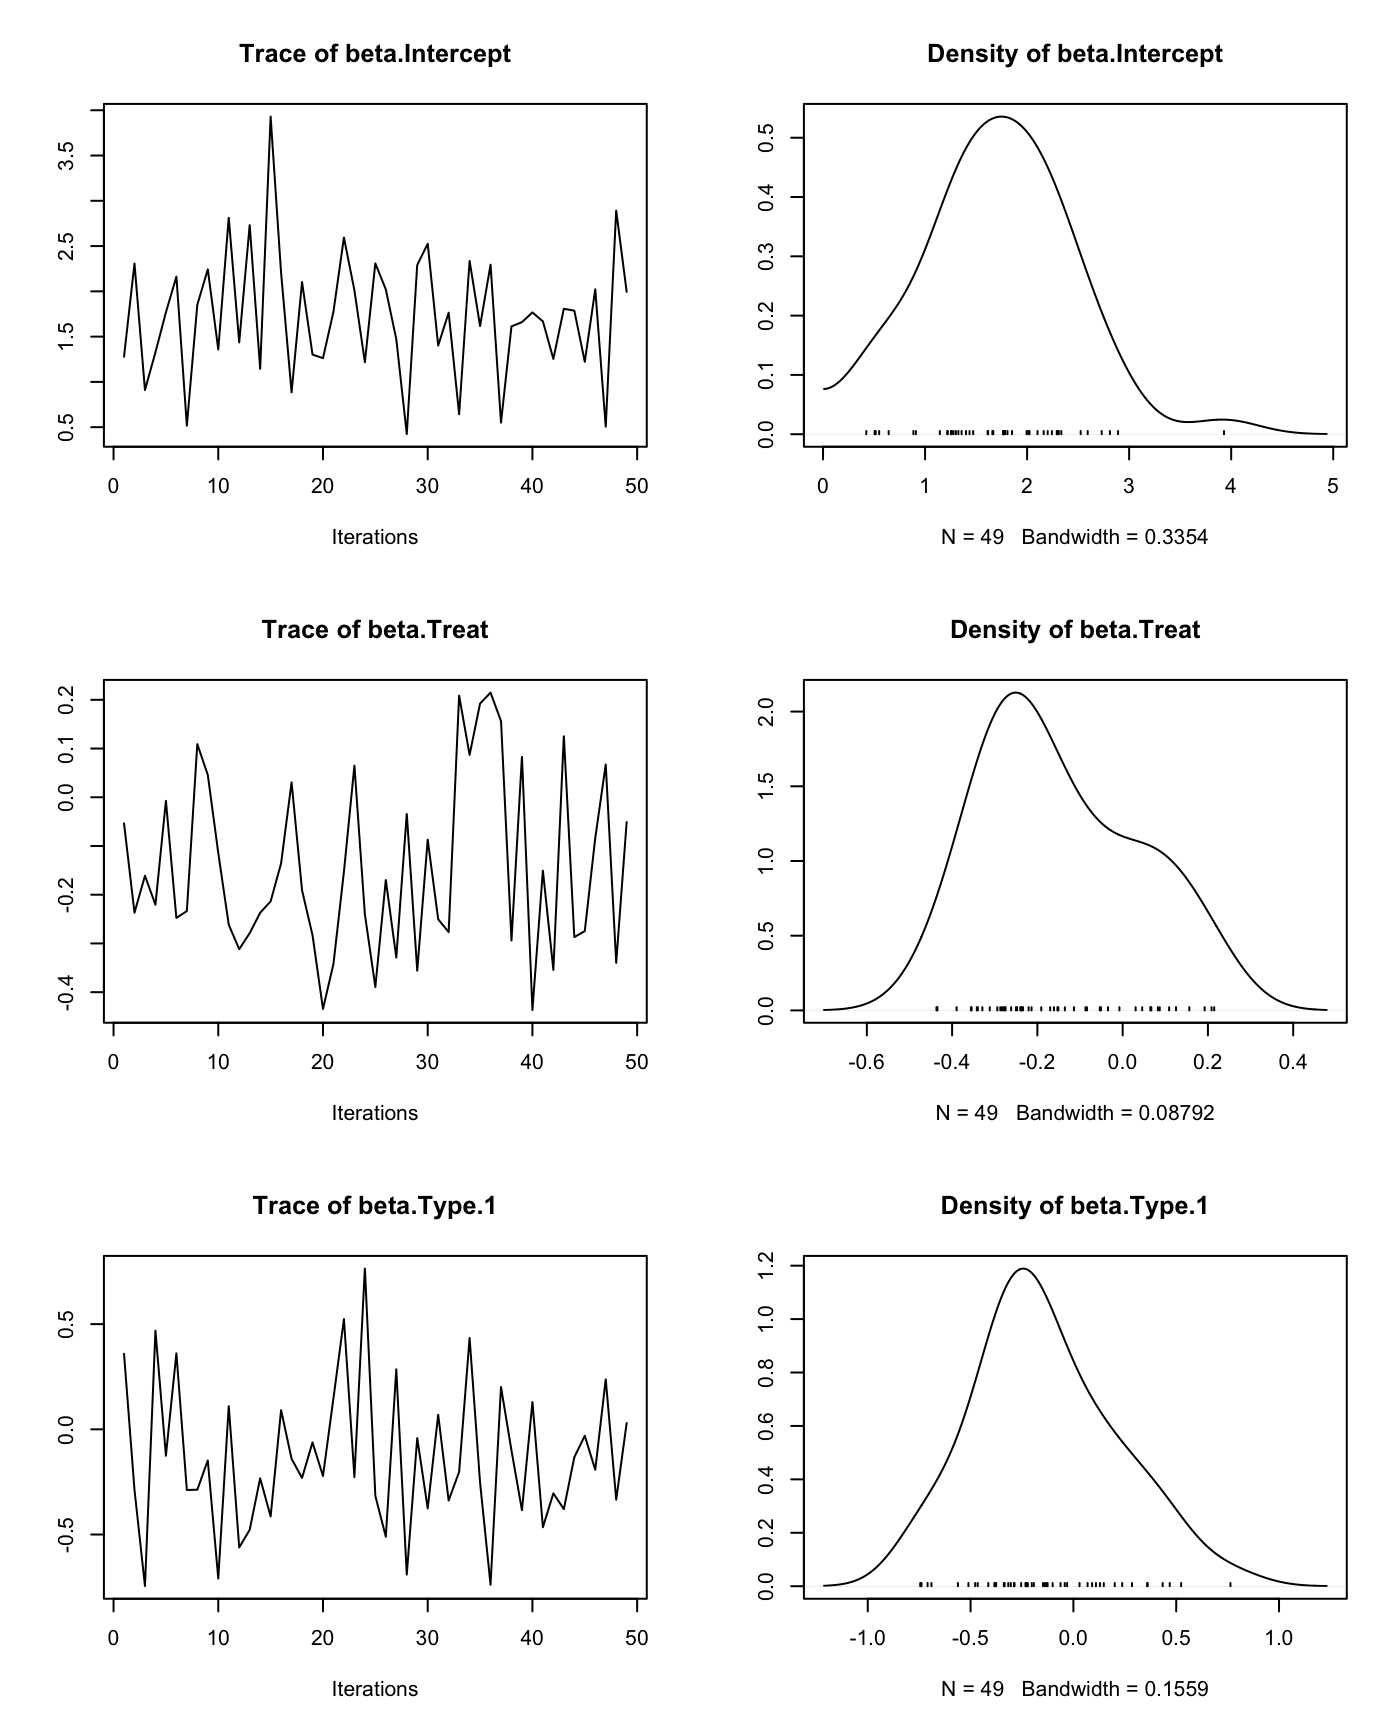 Trace of beta.Intercept
0.5 1.5 2.5 3.5
0 10 20 30 40 50
Iterations
Density of beta.Intercept
0.0 0.1 0.2 0.3 0.4 0.5
0 1 2 3 4 5
N = 49 Bandwidth = 0.3354
Trace of beta.Treat
-0.4 -0.2 0.0 0.1 0.2
0 10 20 30 40 50
Iterations
Density of beta.Treat
0.0 0.5 1.0 1.5 2.0
-0.6 -0.4 -0.2 0.0 0.2 0.4
N = 49 Bandwidth = 0.08792
Trace of beta.Type.1
-0.5 0.0 0.5
0 10 20 30 40 50
Iterations
Density of beta.Type.1
0.0 0.2 0.4 0.6 0.8 1.0 1.2
-1.0 -0.5 0.0 0.5 1.0
N = 49 Bandwidth = 0.1559